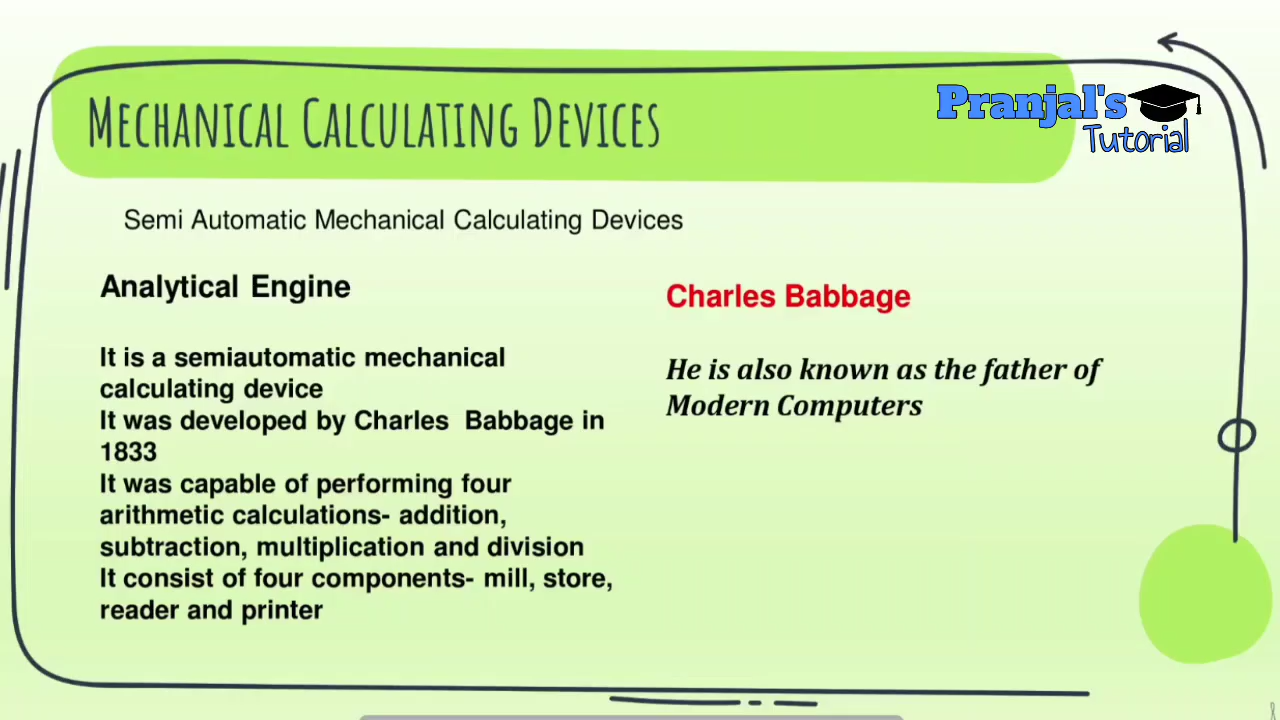 Mechanical Calculating Devices
Pranjal's
Tutorial
Semi Automatic Mechanical Calculating Devices
Analytical Engine
It is a semiautomatic mechanical
calculating device
It was developed by Charles Babbage in
1833
It was capable of performing four
arithmetic calculations- addition,
subtraction, multiplication and division
It consist of four components- mill, store,
reader and printer
Charles Babbage
He is also known as the father of
Modern Computers